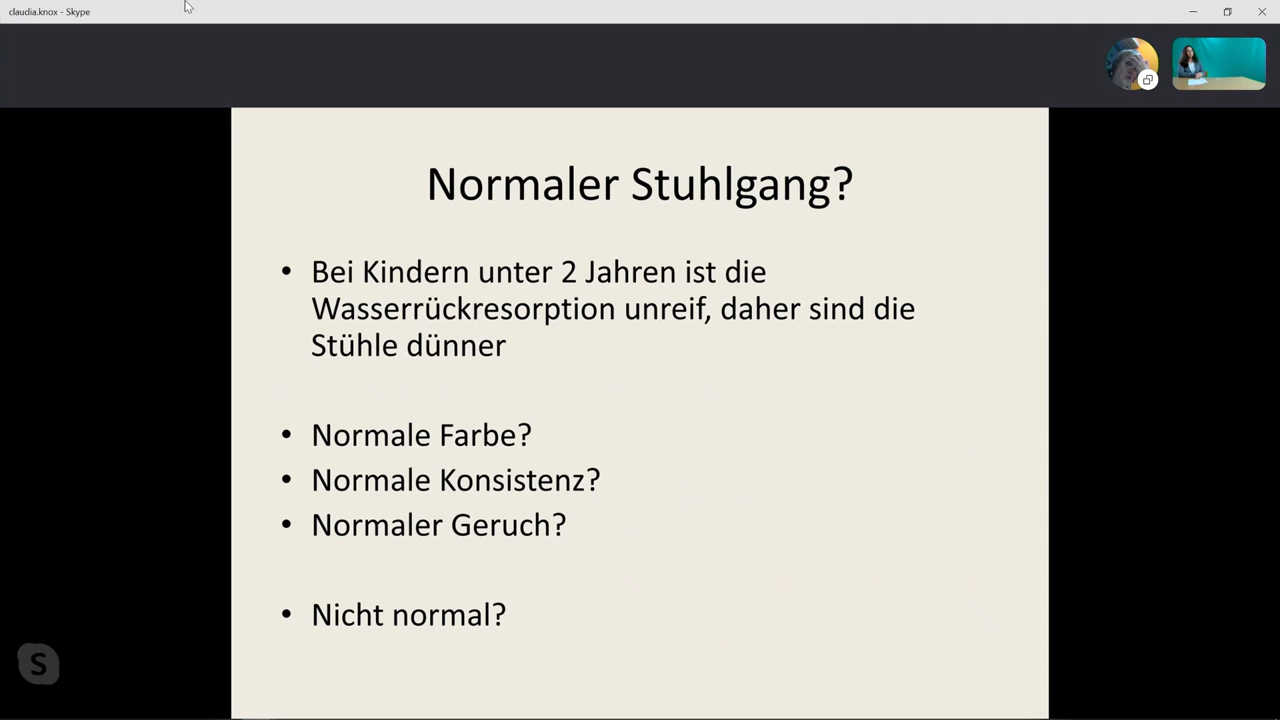 claudia.knox - Skype
Normaler Stuhlgang?
• Bei Kindern unter 2 Jahren ist die
Wasserrückresorption unreif, daher sind die
Stühle dünner
• Normale Farbe?
• Normale Konsistenz?
• Normaler Geruch?
• Nicht normal?
S